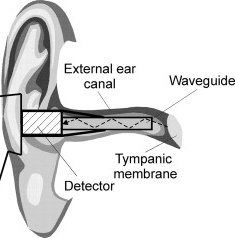 External ear
canal
Waveguide
Tympanic
membrane
Detector